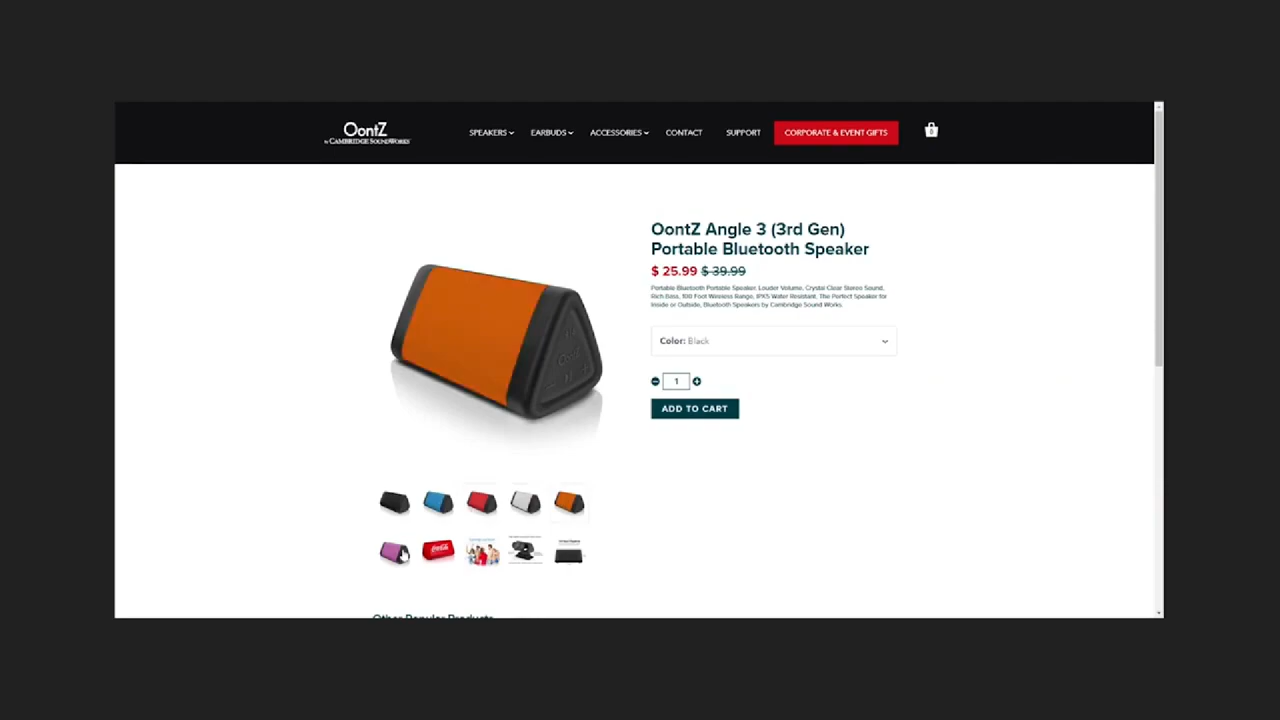 OontZ
by CAMBRIDGE SOUNDWORKS
SPEAKERS
EARBUDS
ACCESSORIES
CONTACT
SUPPORT
CORPORATE & EVENT GIFTS
0
OontZ Angle 3 (3rd Gen)
Portable Bluetooth Speaker
$ 25.99 $ 39.99
Portable Bluetooth Portable Speaker, Louder Volume, Crystal Clear Stereo Sound,
Rich Bass, 100 Foot Wireless Range, IPX5 Water Resistant, The Perfect Speaker for
Inside or Outside, Bluetooth Speakers by Cambridge Sound Works.
Color: Black
1
ADD TO CART
OontZ
Other Popular Products